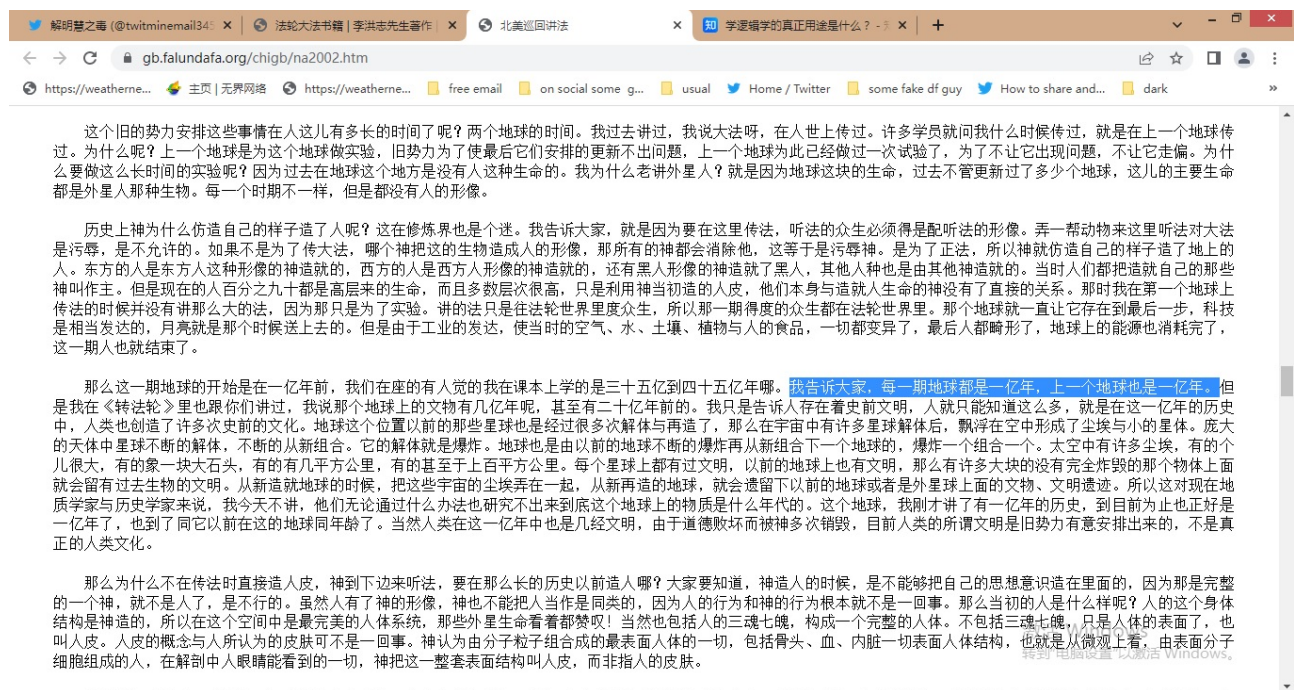 解明慧之毒 (@twitminemail345
法轮大法书籍 | 李洪志先生著作 |
北美巡回讲法
学逻辑学的真正用途是什么？ -
gb.falundafa.org/chigb/na2002.htm
https://weatherne...
主页 | 无界网络
https://weatherne...
free email
on social some g...
usual
Home / Twitter
some fake df guy
How to share and...
dark
»
这个旧的势力安排这些事情在人这儿有多长的时间了呢？两个地球的时间。我过去讲过，我说大法呀，在人世上传过。许多学员就问我什么时候传过，就是在上一个地球传
过。为什么呢？上一个地球是为这个地球做实验，旧势力为了使最后它们安排的更新不出问题，上一个地球为此已经做过一次试验了，为了不让它出现问题，不让它走偏。为什
么要做这么长时间的实验呢？因为过去在地球这个地方是没有人这种生命的。我为什么老讲外星人？就是因为地球这块的生命，过去不管更新过了多少个地球，这儿的主要生命
都是外星人那种生物。每一个时期不一样，但是都没有人的形像。
历史上神为什么仿造自己的样子造了人呢？这在修炼界也是个迷。我告诉大家，就是因为要在这里传法，听法的众生必须得是配听法的形像。弄一帮动物来这里听法对大法
是污辱，是不允许的。如果不是为了传大法，哪个神把这的生物造成人的形像，那所有的神都会消除他，这等于是污辱神。是为了正法，所以神就仿造自己的样子造了地上的
人。东方的人是东方人这种形像的神造就的，西方的人是西方人形像的神造就的，还有黑人形像的神造就了黑人，其他人种也是由其他神造就的。当时人们都把造就自己的那些
神叫作主。但是现在的人百分之九十都是高层来的生命，而且多数层次很高，只是利用神当初造的人皮，他们本身与造就人生命的神没有了直接的关系。那时我在第一个地球上
传法的时候并没有讲那么大的法，因为那只是为了实验。讲的法只是在法轮世界里度众生，所以那一期得度的众生都在法轮世界里。那个地球就一直让它存在到最后一步，科技
是相当发达的，月亮就是那个时候送上去的。但是由于工业的发达，使当时的空气、水、土壤、植物与人的食品，一切都变异了，最后人都畸形了，地球上的能源也消耗完了，
这一期人也就结束了。
那么这一期地球的开始是在一亿年前，我们在座的有人觉的我在课本上学的是三十五亿到四十五亿年哪。我告诉大家，每一期地球都是一亿年，上一个地球也是一亿年。但
是我在《转法轮》里也跟你们讲过，我说那个地球上的文物有几亿年呢，甚至有二十亿年前的。我只是告诉人存在着史前文明，人就只能知道这么多，就是在这一亿年的历史
中，人类也创造了许多次史前的文化。地球这个位置以前的那些星球也是经过很多次解体与再造了，那么在宇宙中有许多星球解体后，飘浮在空中形成了尘埃与小的星体。庞大
的天体中星球不断的解体，不断的从新组合。它的解体就是爆炸。地球也是由以前的地球不断的爆炸再从新组合下一个地球的，爆炸一个组合一个。太空中有许多尘埃，有的个
儿很大，有的象一块大石头，有的有几平方公里，有的甚至于上百平方公里。每个星球上都有过文明，以前的地球上也有文明，那么有许多大块的没有完全炸毁的那个物体上面
就会留有过去生物的文明。从新造就地球的时候，把这些宇宙的尘埃弄在一起，从新再造的地球，就会遗留下以前的地球或者是外星球上面的文物、文明遗迹。所以这对现在地
质学家与历史学家来说，我今天不讲，他们无论通过什么办法也研究不出来到底这个地球上的物质是什么年代的。这个地球，我刚才讲了有一亿年的历史，到目前为止也正好是
一亿年了，也到了同它以前在这的地球同年龄了。当然人类在这一亿年中也是几经文明，由于道德败坏而被神多次销毁，目前人类的所谓文明是旧势力有意安排出来的，不是真
正的人类文化。
那么为什么不在传法时直接造人皮，神到下边来听法，要在那么长的历史以前造人哪？大家要知道，神造人的时候，是不能够把自己的思想意识造在里面的，因为那是完整
的一个神，就不是人了，是不行的。虽然人有了神的形像，神也不能把人当作是同类的，因为人的行为和神的行为根本就不是一回事。那么当初的人是什么样呢？人的这个身体
结构是神造的，所以在这个空间中是最完美的人体系统，那些外星生命看着都赞叹！当然也包括人的三魂七魄，构成一个完整的人体。不包括三魂七魄，只是人体的表面了，也
叫人皮。人皮的概念与人所认为的皮肤可不是一回事。神认为由分子粒子组合成的最表面人体的一切，包括骨头、血、内脏一切表面人体结构，也就是从微观上看，由表面分子
细胞组成的人，在解剖中人眼睛能看到的一切，神把这一整套表面结构叫人皮，而非指人的皮肤。
激活 Windows
转到"电脑设置"以激活 Windows。